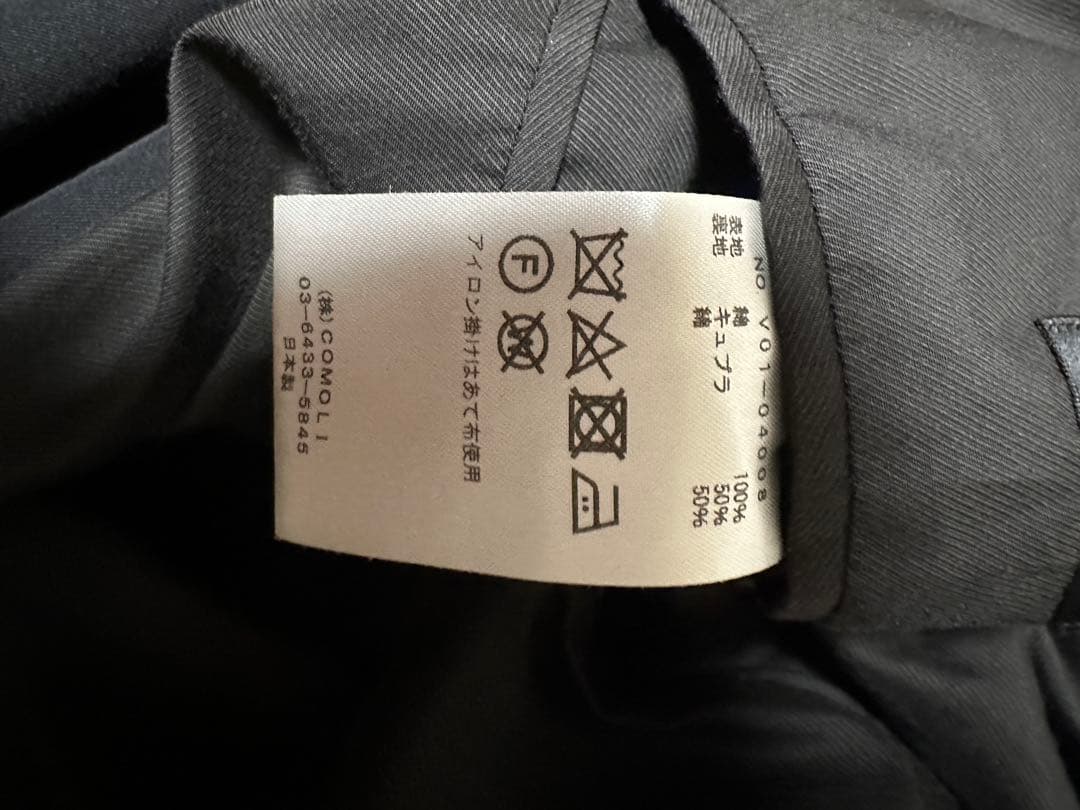 NO V01-04008
表地 綿 100%
裏地 キュプラ 50%
綿 50%
F W
アイロン掛けはあて布使用
(株)COMOLI
03-6433-5845
日本製